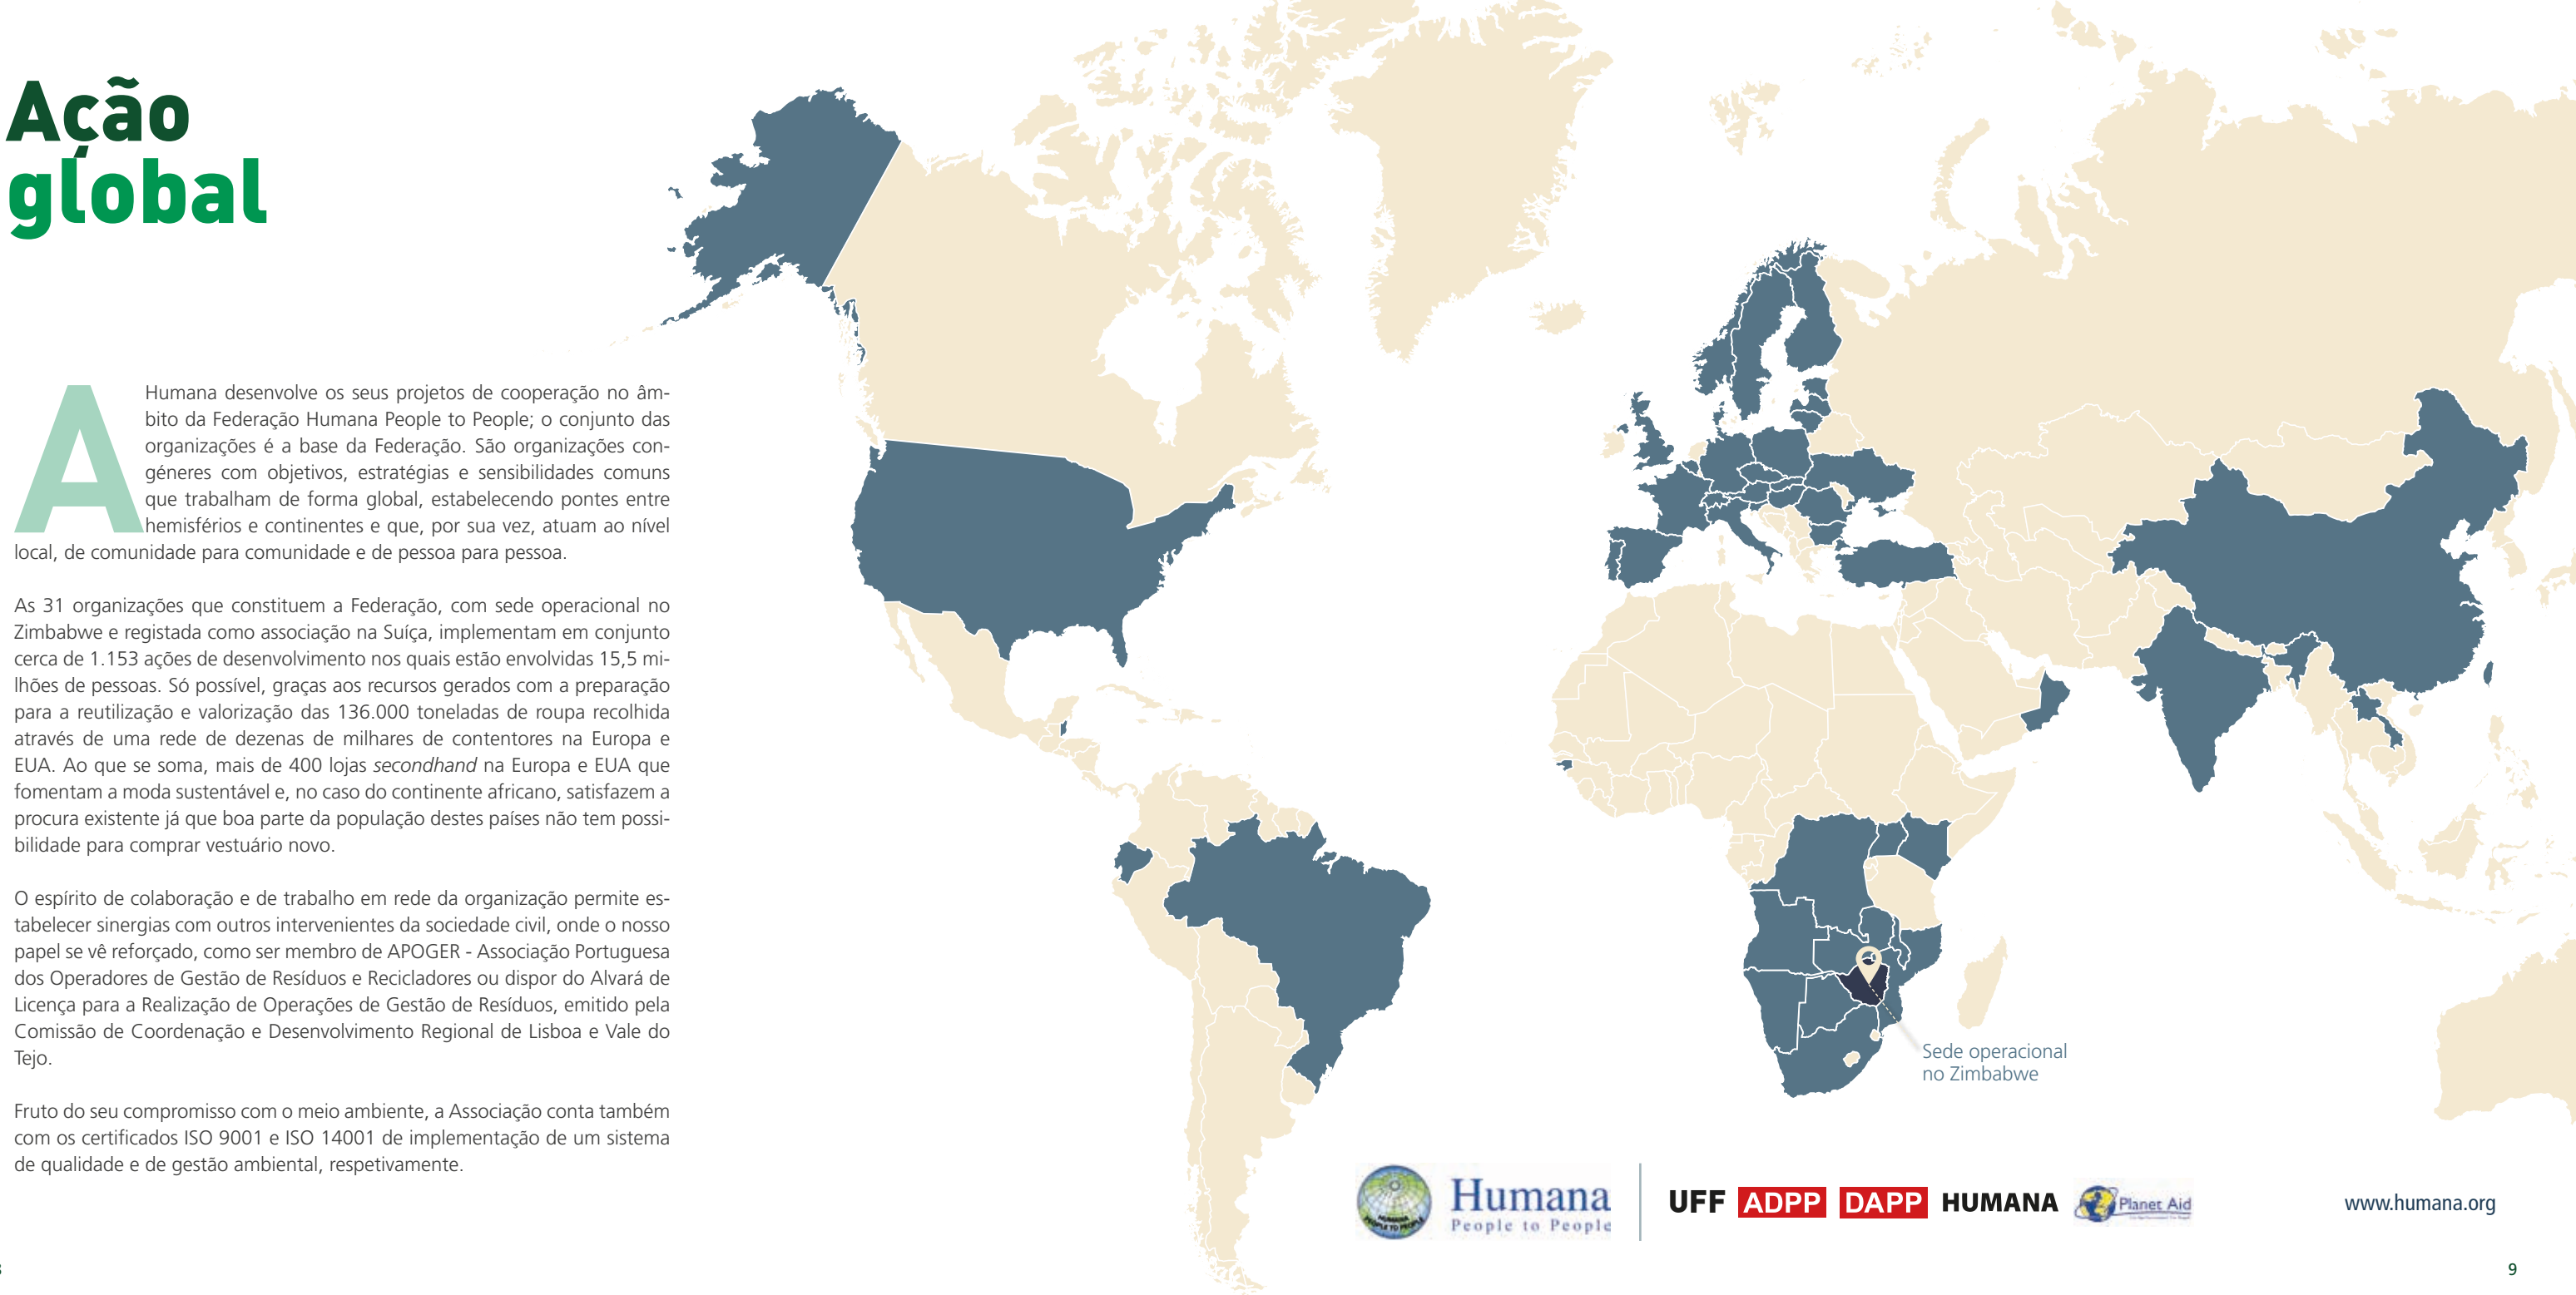 Ação
global
A Humana desenvolve os seus projetos de cooperação no âm-
bito da Federação Humana People to People; o conjunto das
organizações é a base da Federação. São organizações con-
géneres com objetivos, estratégias e sensibilidades comuns
que trabalham de forma global, estabelecendo pontes entre
hemisférios e continentes e que, por sua vez, atuam ao nível
local, de comunidade para comunidade e de pessoa para pessoa.
As 31 organizações que constituem a Federação, com sede operacional no
Zimbabwe e registada como associação na Suíça, implementam em conjunto
cerca de 1.153 ações de desenvolvimento nos quais estão envolvidas 15,5 mi-
lhões de pessoas. Só possível, graças aos recursos gerados com a preparação
para a reutilização e valorização das 136.000 toneladas de roupa recolhida
através de uma rede de dezenas de milhares de contentores na Europa e
EUA. Ao que se soma, mais de 400 lojas secondhand na Europa e EUA que
fomentam a moda sustentável e, no caso do continente africano, satisfazem a
procura existente já que boa parte da população destes países não tem possi-
bilidade para comprar vestuário novo.
O espírito de colaboração e de trabalho em rede da organização permite es-
tabelecer sinergias com outros intervenientes da sociedade civil, onde o nosso
papel se vê reforçado, como ser membro de APOGER - Associação Portuguesa
dos Operadores de Gestão de Resíduos e Recicladores ou dispor do Alvará de
Licença para a Realização de Operações de Gestão de Resíduos, emitido pela
Comissão de Coordenação e Desenvolvimento Regional de Lisboa e Vale do
Tejo.
Fruto do seu compromisso com o meio ambiente, a Associação conta também
com os certificados ISO 9001 e ISO 14001 de implementação de um sistema
de qualidade e de gestão ambiental, respetivamente.
Sede operacional
no Zimbabwe
HUMANA
PEOPLE TO PEOPLE
Humana
People to People
UFF ADPP DAPP HUMANA Planet Aid
www.humana.org
9